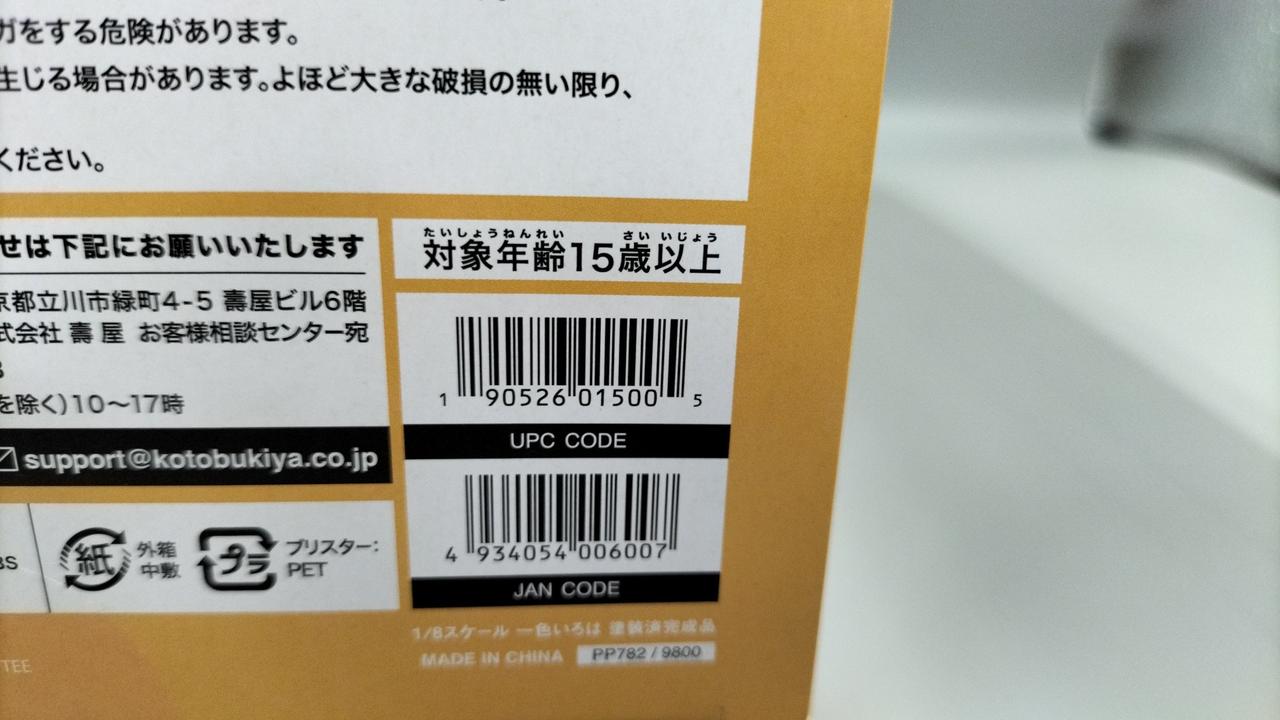 ガをする危険があります。
生じる場合があります。よほど大きな破損の無い限り、
ください。
せは下記にお願いいたします
京都立川市緑町4-5 壽屋ビル6階
式会社 壽屋 お客様相談センター宛
を除く)10〜17時
support@kotobukiya.co.jp
紙 外箱 中敷
プラ ブリスター: PET
たいしょうねんれい さい いじょう
対象年齢15歳以上
1 90526 01500 5
UPC CODE
4 934054 006007
JAN CODE
1/8スケール 一色いろは 塗装済完成品
MADE IN CHINA PP782 / 9800
TEE